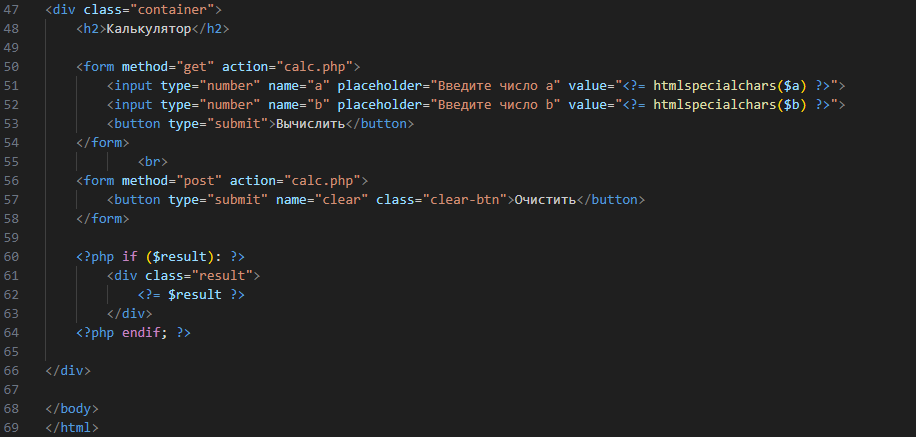 47 <div class="container">
48     <h2>Калькулятор</h2>
49
50     <form method="get" action="calc.php">
51         <input type="number" name="a" placeholder="Введите число a" value="<?= htmlspecialchars($a) ?>">
52         <input type="number" name="b" placeholder="Введите число b" value="<?= htmlspecialchars($b) ?>">
53         <button type="submit">Вычислить</button>
54     </form>
55             <br>
56     <form method="post" action="calc.php">
57         <button type="submit" name="clear" class="clear-btn">Очистить</button>
58     </form>
59
60     <?php if ($result): ?>
61         <div class="result">
62             <?= $result ?>
63         </div>
64     <?php endif; ?>
65
66 </div>
67
68 </body>
69 </html>